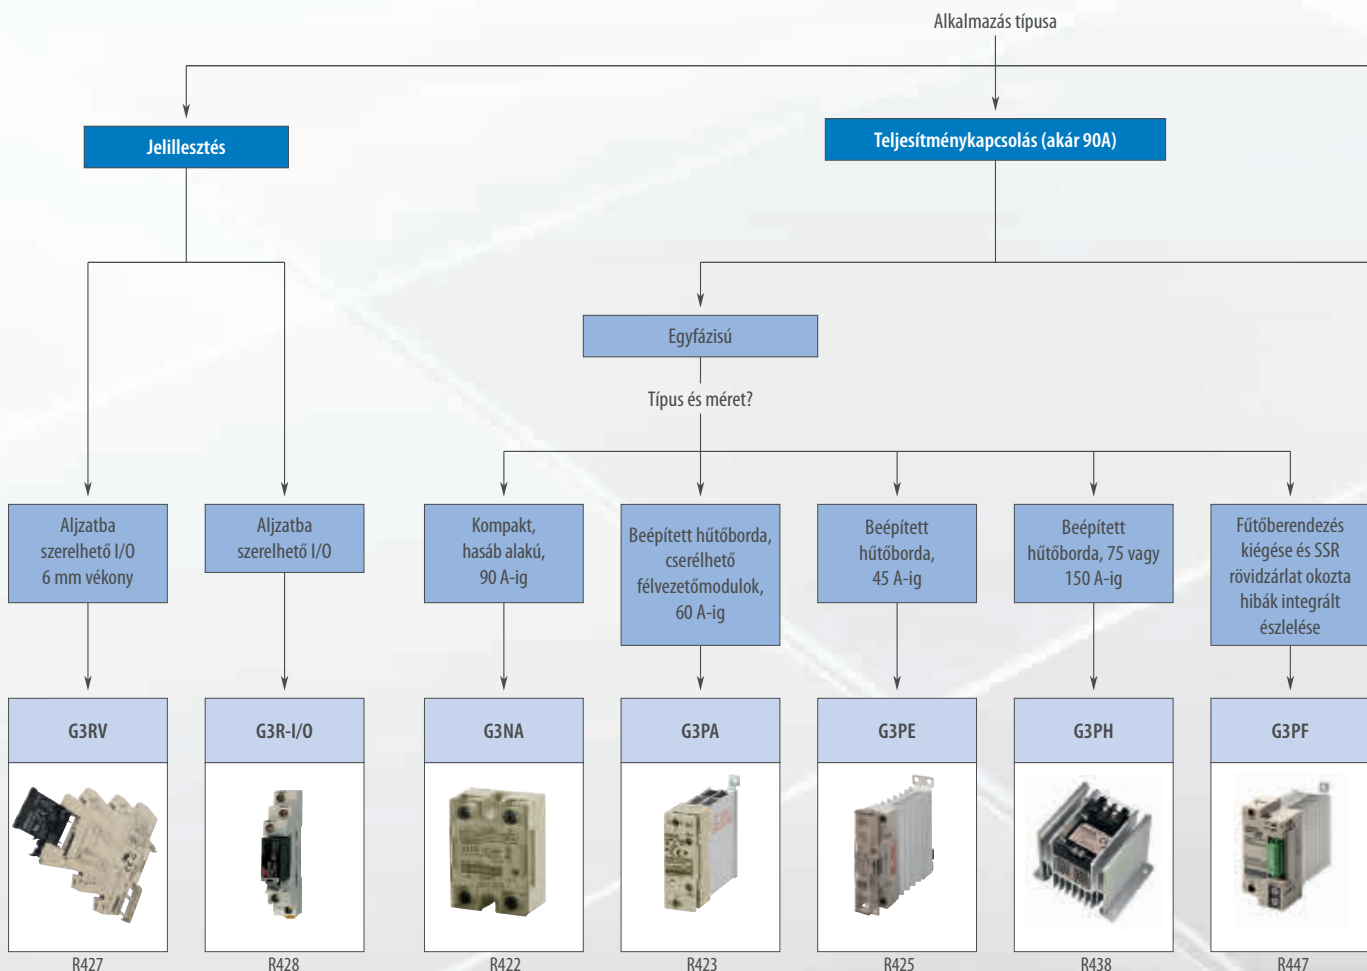 Alkalmazás típusa
Jelillesztés
Teljesítménykapcsolás (akár 90A)
Egyfázisú
Típus és méret?
Aljzatba
szerelhető I/O
6 mm vékony
Aljzatba
szerelhető I/O
Kompakt,
hasáb alakú,
90 A-ig
Beépített hűtőborda,
cserélhető
félvezetőmodulok,
60 A-ig
Beépített
hűtőborda,
45 A-ig
Beépített
hűtőborda, 75 vagy
150 A-ig
Fűtőberendezés
kiégése és SSR
rövidzárlat okozta
hibák integrált
észlelése
G3RV
G3R-I/O
G3NA
G3PA
G3PE
G3PH
G3PF
R427
R428
R422
R423
R425
R438
R447